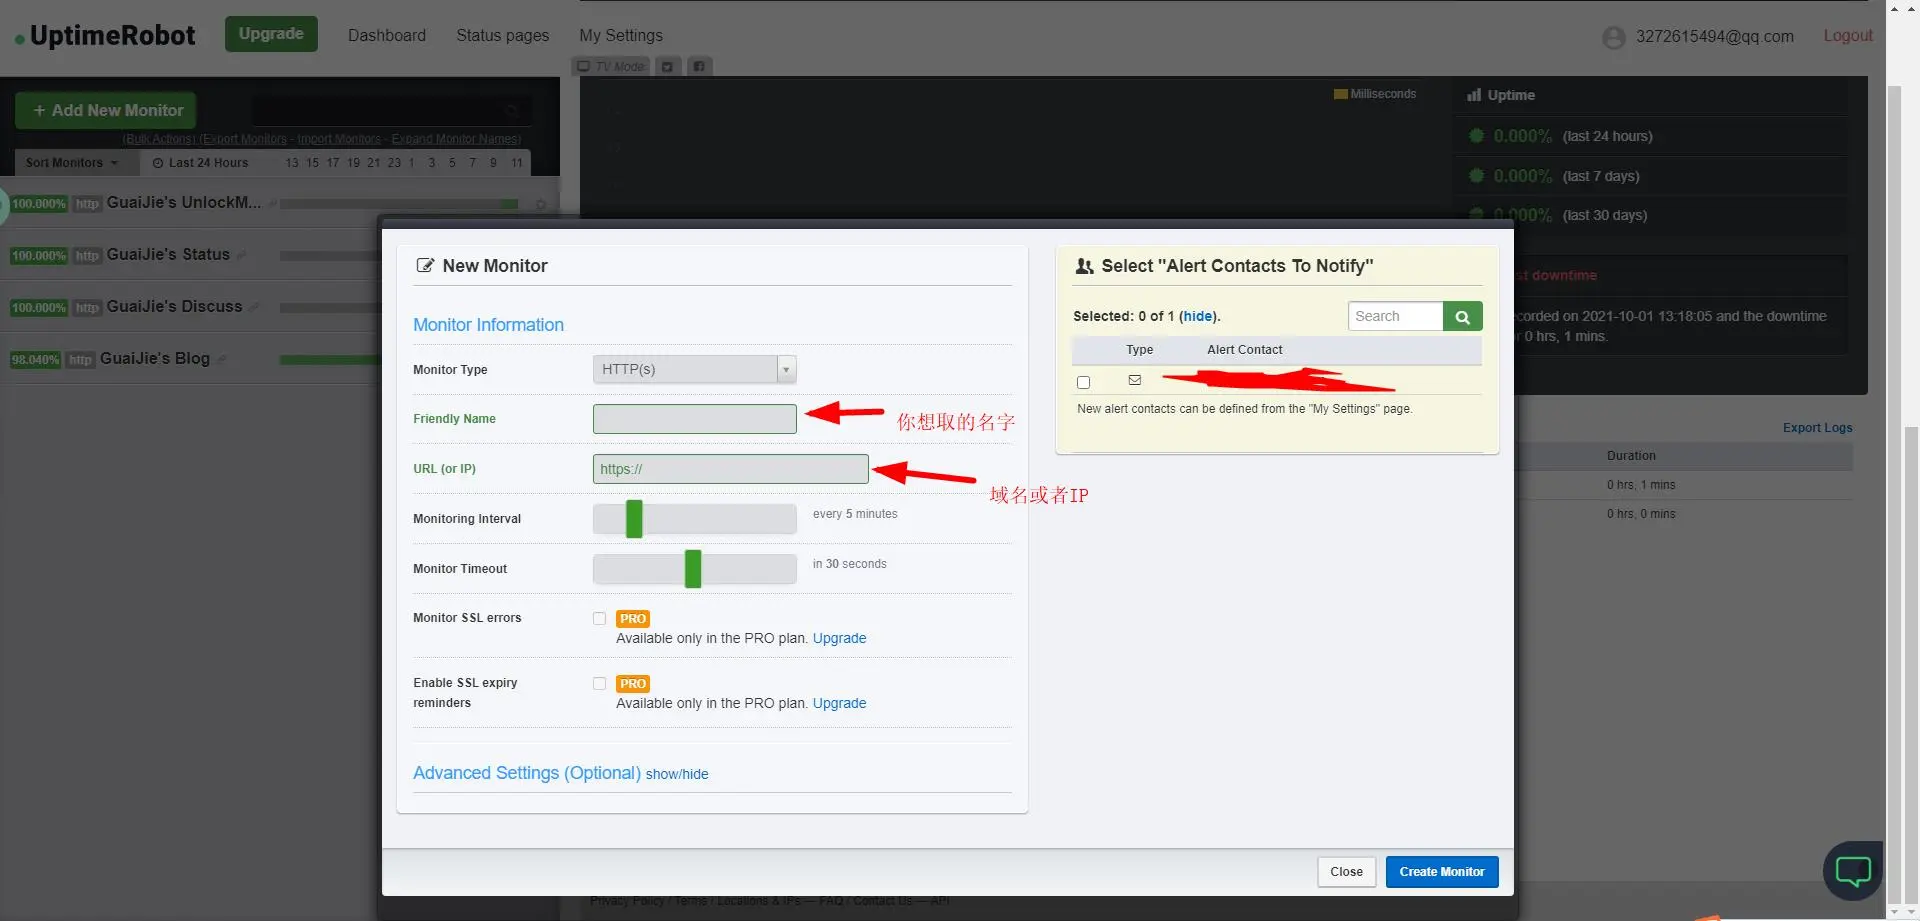 UptimeRobot
Upgrade
Dashboard
Status pages
My Settings
3272615494@qq.com
Logout
TV Mode
+ Add New Monitor
(Bulk Actions) (Export Monitors - Import Monitors - Expand Monitor Names)
Sort Monitors
Last 24 Hours
13 15 17 19 21 23 1 3 5 7 9 11
100.000% http GuaiJie's UnlockM...
100.000% http GuaiJie's Status
100.000% http GuaiJie's Discuss
98.040% http GuaiJie's Blog
Milliseconds
Uptime
0.000% (last 24 hours)
0.000% (last 7 days)
0.000% (last 30 days)
st downtime
ecorded on 2021-10-01 13:18:05 and the downtime
r 0 hrs, 1 mins.
Export Logs
Duration
0 hrs, 1 mins
0 hrs, 0 mins
New Monitor
Monitor Information
Monitor Type
HTTP(s)
Friendly Name
你想取的名字
URL (or IP)
https://
域名或者IP
Monitoring Interval
every 5 minutes
Monitor Timeout
in 30 seconds
Monitor SSL errors
PRO
Available only in the PRO plan. Upgrade
Enable SSL expiry
reminders
PRO
Available only in the PRO plan. Upgrade
Advanced Settings (Optional) show/hide
Select "Alert Contacts To Notify"
Selected: 0 of 1 (hide).
Search
Type
Alert Contact
New alert contacts can be defined from the "My Settings" page.
Close
Create Monitor
Privacy Policy / Terms / Locations & IPs — FAQ / Contact Us — API